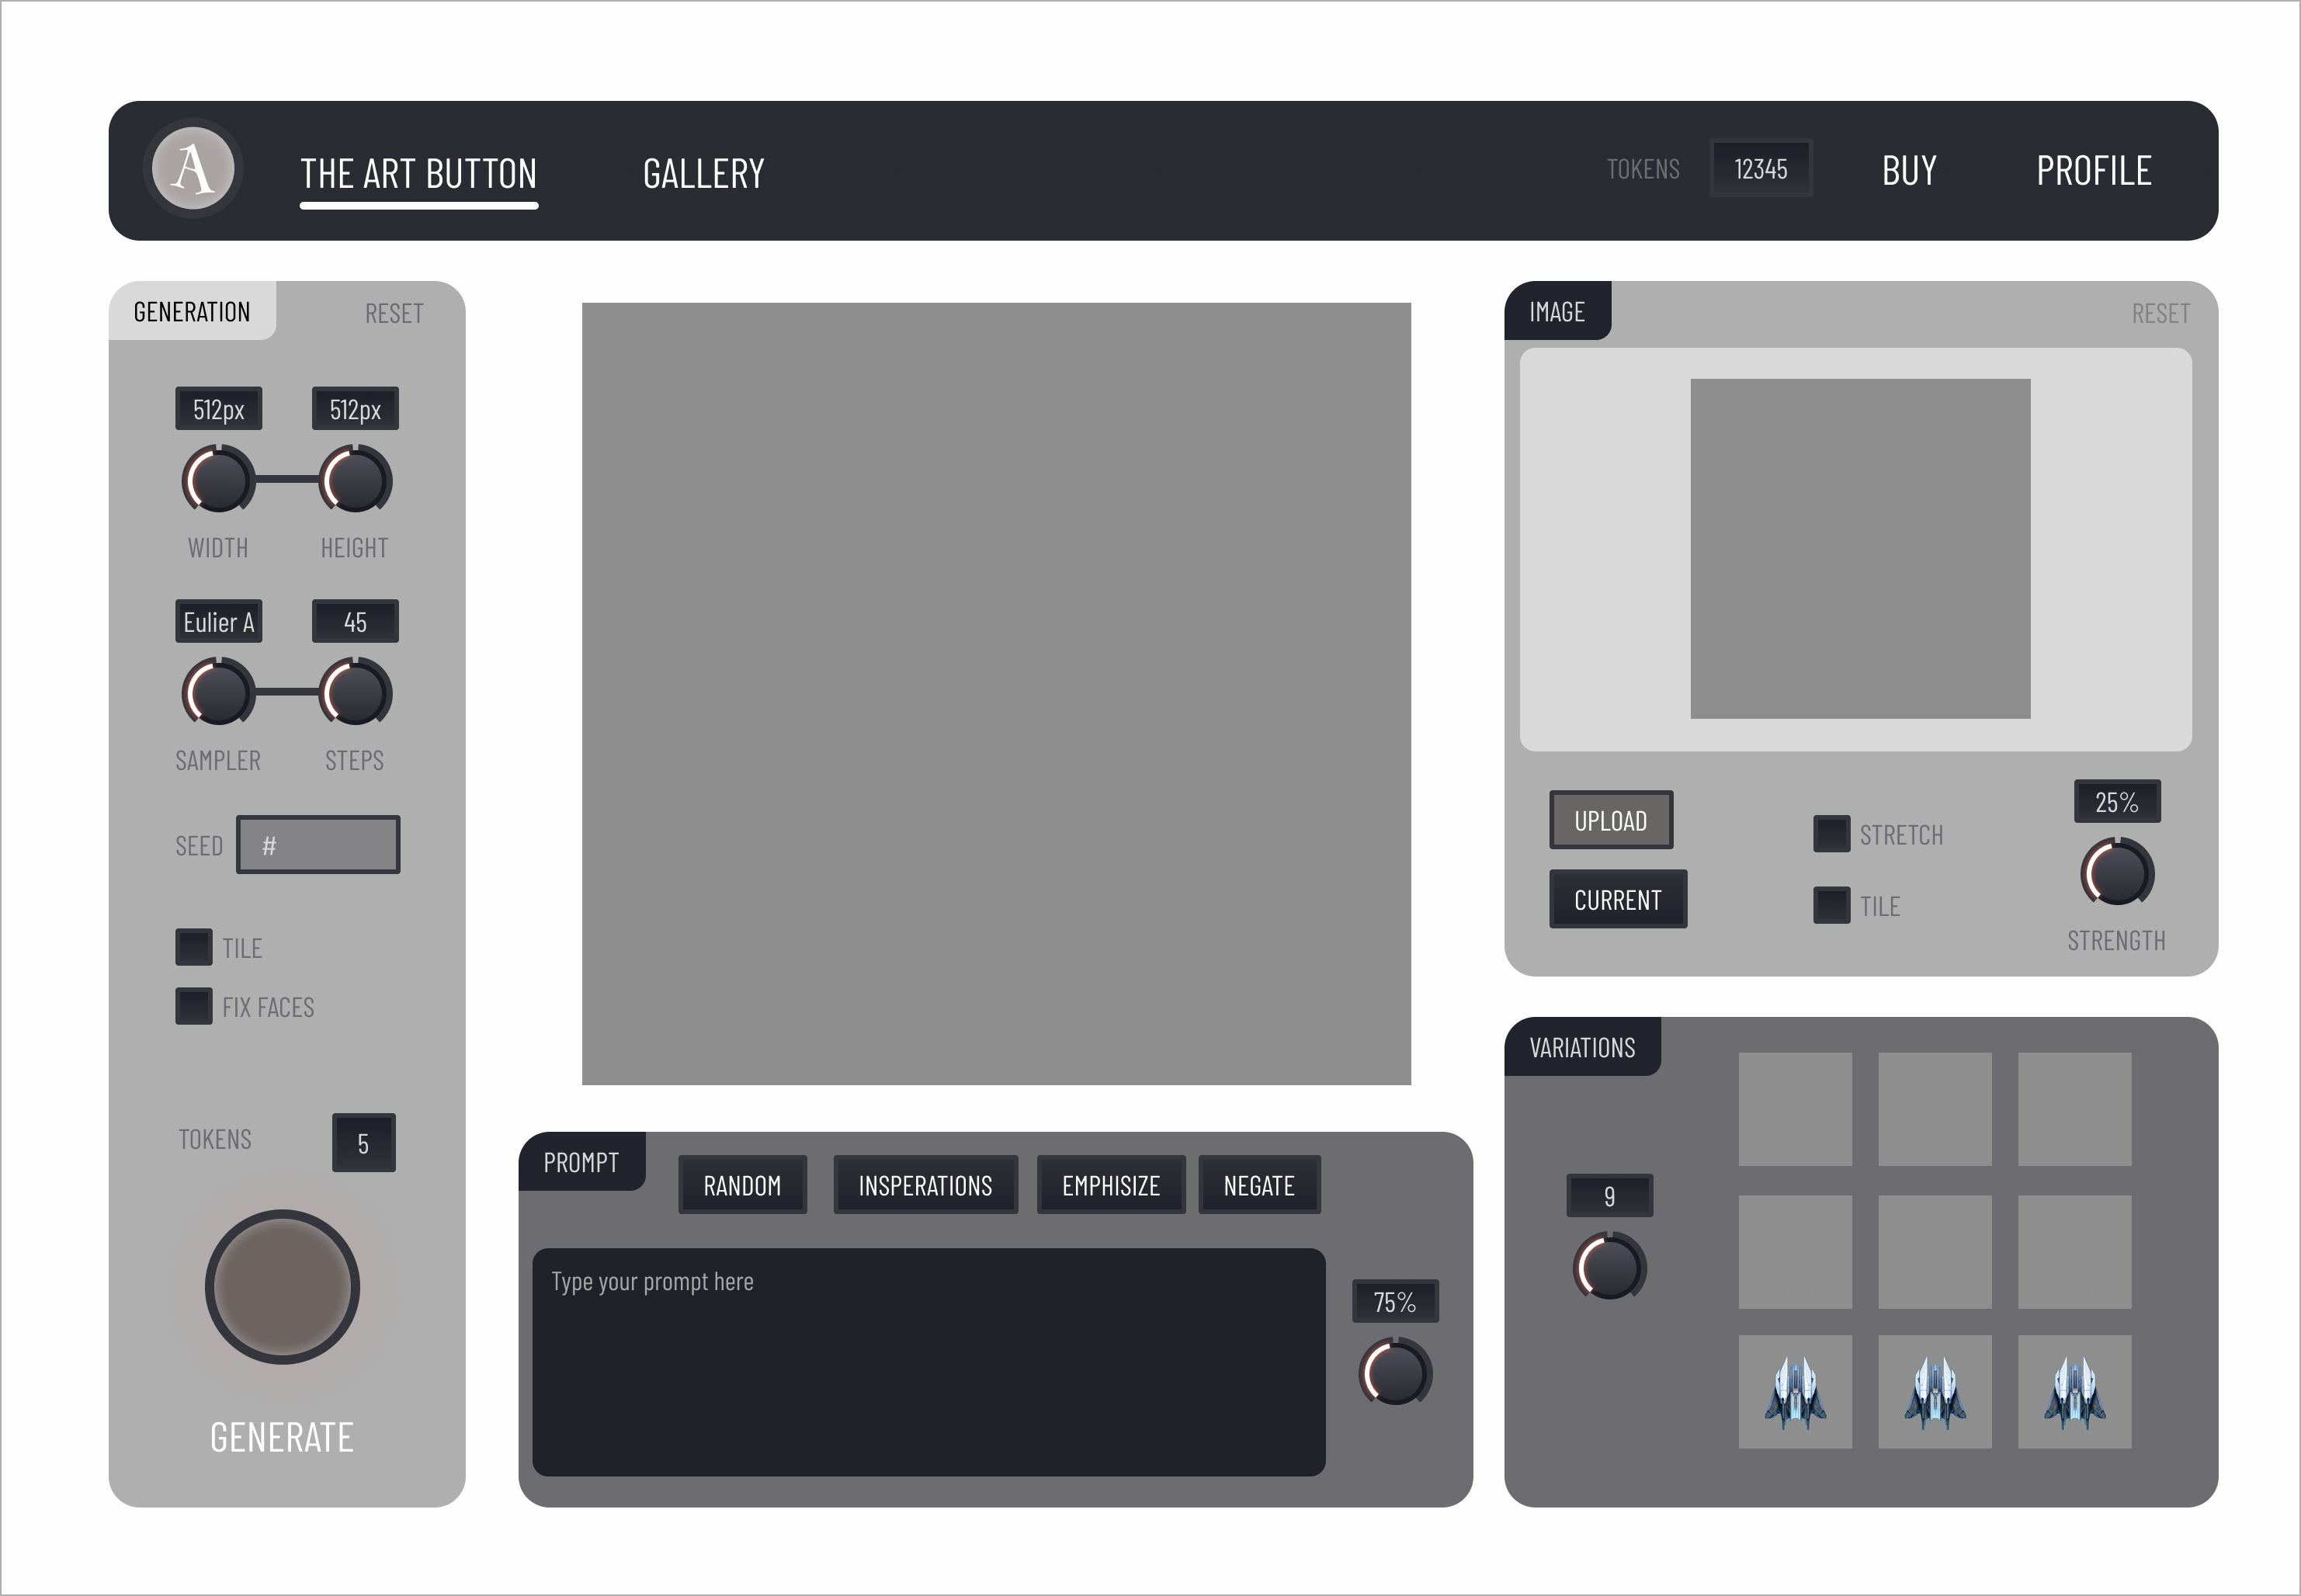 A
THE ART BUTTON
GALLERY
TOKENS
12345
BUY
PROFILE
GENERATION
RESET
512px
512px
WIDTH
HEIGHT
Eulier A
45
SAMPLER
STEPS
SEED
#
TILE
FIX FACES
TOKENS
5
GENERATE
PROMPT
RANDOM
INSPERATIONS
EMPHISIZE
NEGATE
Type your prompt here
75%
IMAGE
RESET
UPLOAD
CURRENT
STRETCH
TILE
25%
STRENGTH
VARIATIONS
9